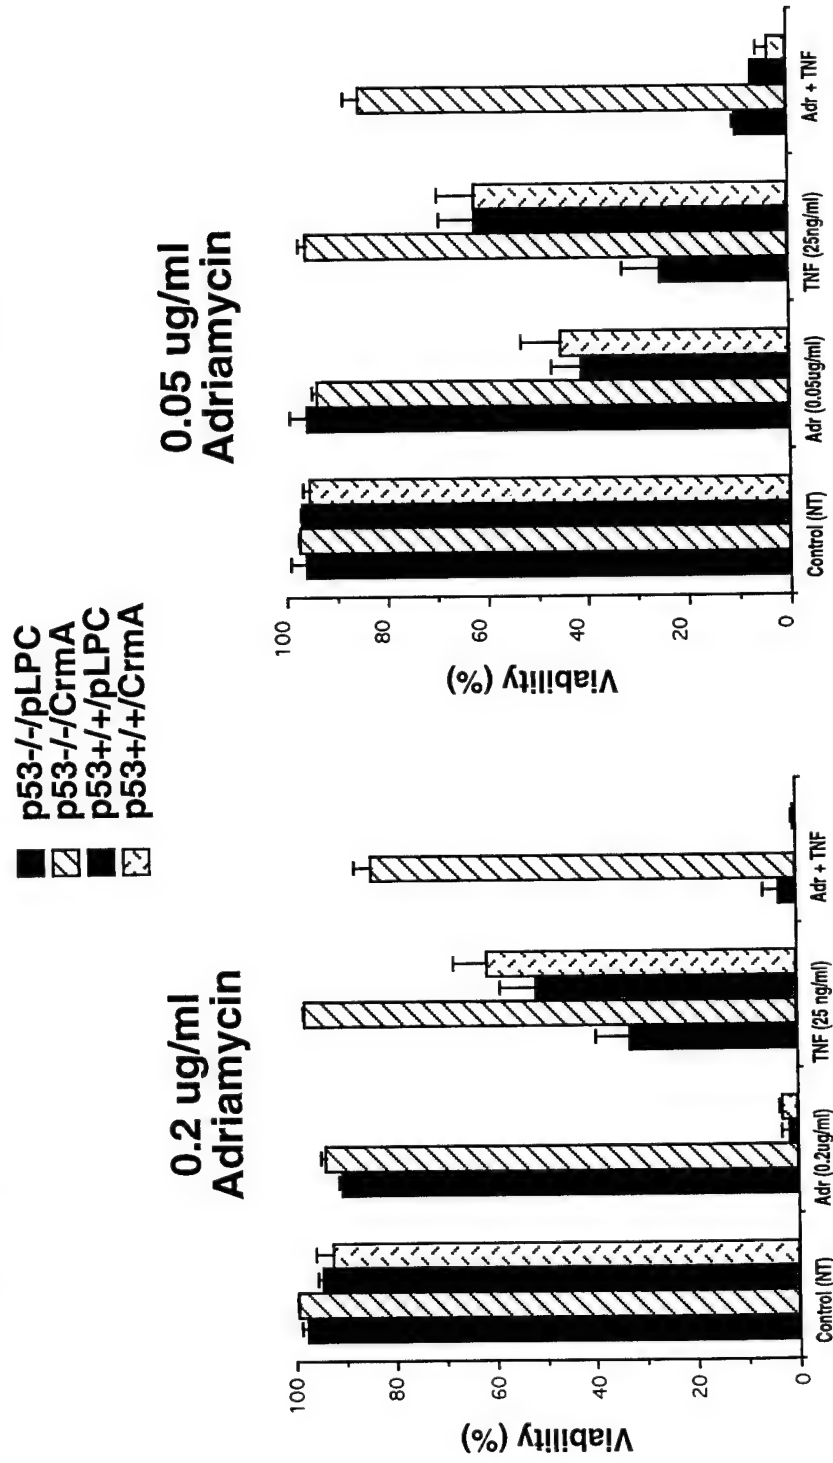 p53-/-/pLPC
p53-/-/CrmA
p53+/+/pLPC
p53+/+/CrmA
0.2 ug/ml
Adriamycin
100
80
60
40
20
0
Viability (%)
Control (NT)
Adr (0.2ug/ml)
TNF (25 ng/ml)
Adr + TNF
0.05 ug/ml
Adriamycin
100
80
60
40
20
0
Viability (%)
Control (NT)
Adr (0.05ug/ml)
TNF (25ng/ml)
Adr + TNF